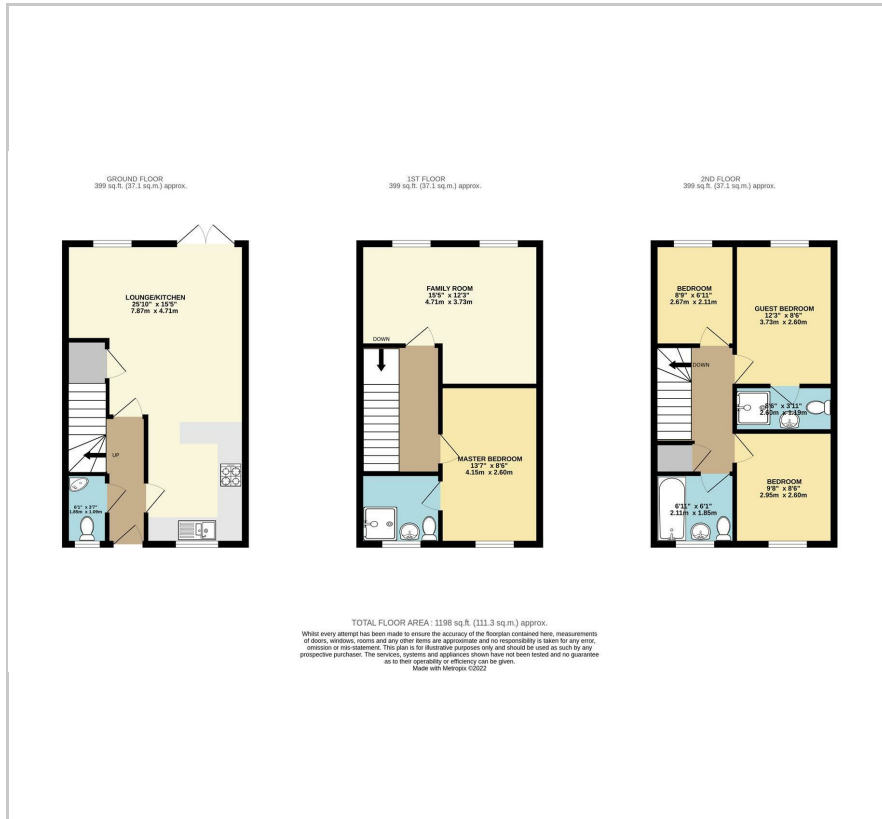 GROUND FLOOR
399 sq.ft. (37.1 sq.m.) approx.
LOUNGE/KITCHEN
25'10" x 15'5"
7.87m x 4.71m
UP
6'1" x 3'7"
1.85m x 1.09m
1ST FLOOR
399 sq.ft. (37.1 sq.m.) approx.
FAMILY ROOM
15'5" x 12'3"
4.71m x 3.73m
DOWN
MASTER BEDROOM
13'7" x 8'6"
4.15m x 2.60m
2ND FLOOR
399 sq.ft. (37.1 sq.m.) approx.
BEDROOM
8'9" x 6'11"
2.67m x 2.11m
GUEST BEDROOM
12'3" x 8'6"
3.73m x 2.60m
DOWN
8'6" x 3'11"
2.60m x 1.19m
BEDROOM
9'8" x 8'6"
2.95m x 2.60m
6'11" x 6'1"
2.11m x 1.85m
TOTAL FLOOR AREA : 1198 sq.ft. (111.3 sq.m.) approx.
Whilst every attempt has been made to ensure the accuracy of the floorplan contained here, measurements
of doors, windows, rooms and any other items are approximate and no responsibility is taken for any error,
omission or mis-statement. This plan is for illustrative purposes only and should be used as such by any
prospective purchaser. The services, systems and appliances shown have not been tested and no guarantee
as to their operability or efficiency can be given.
Made with Metropix ©2022